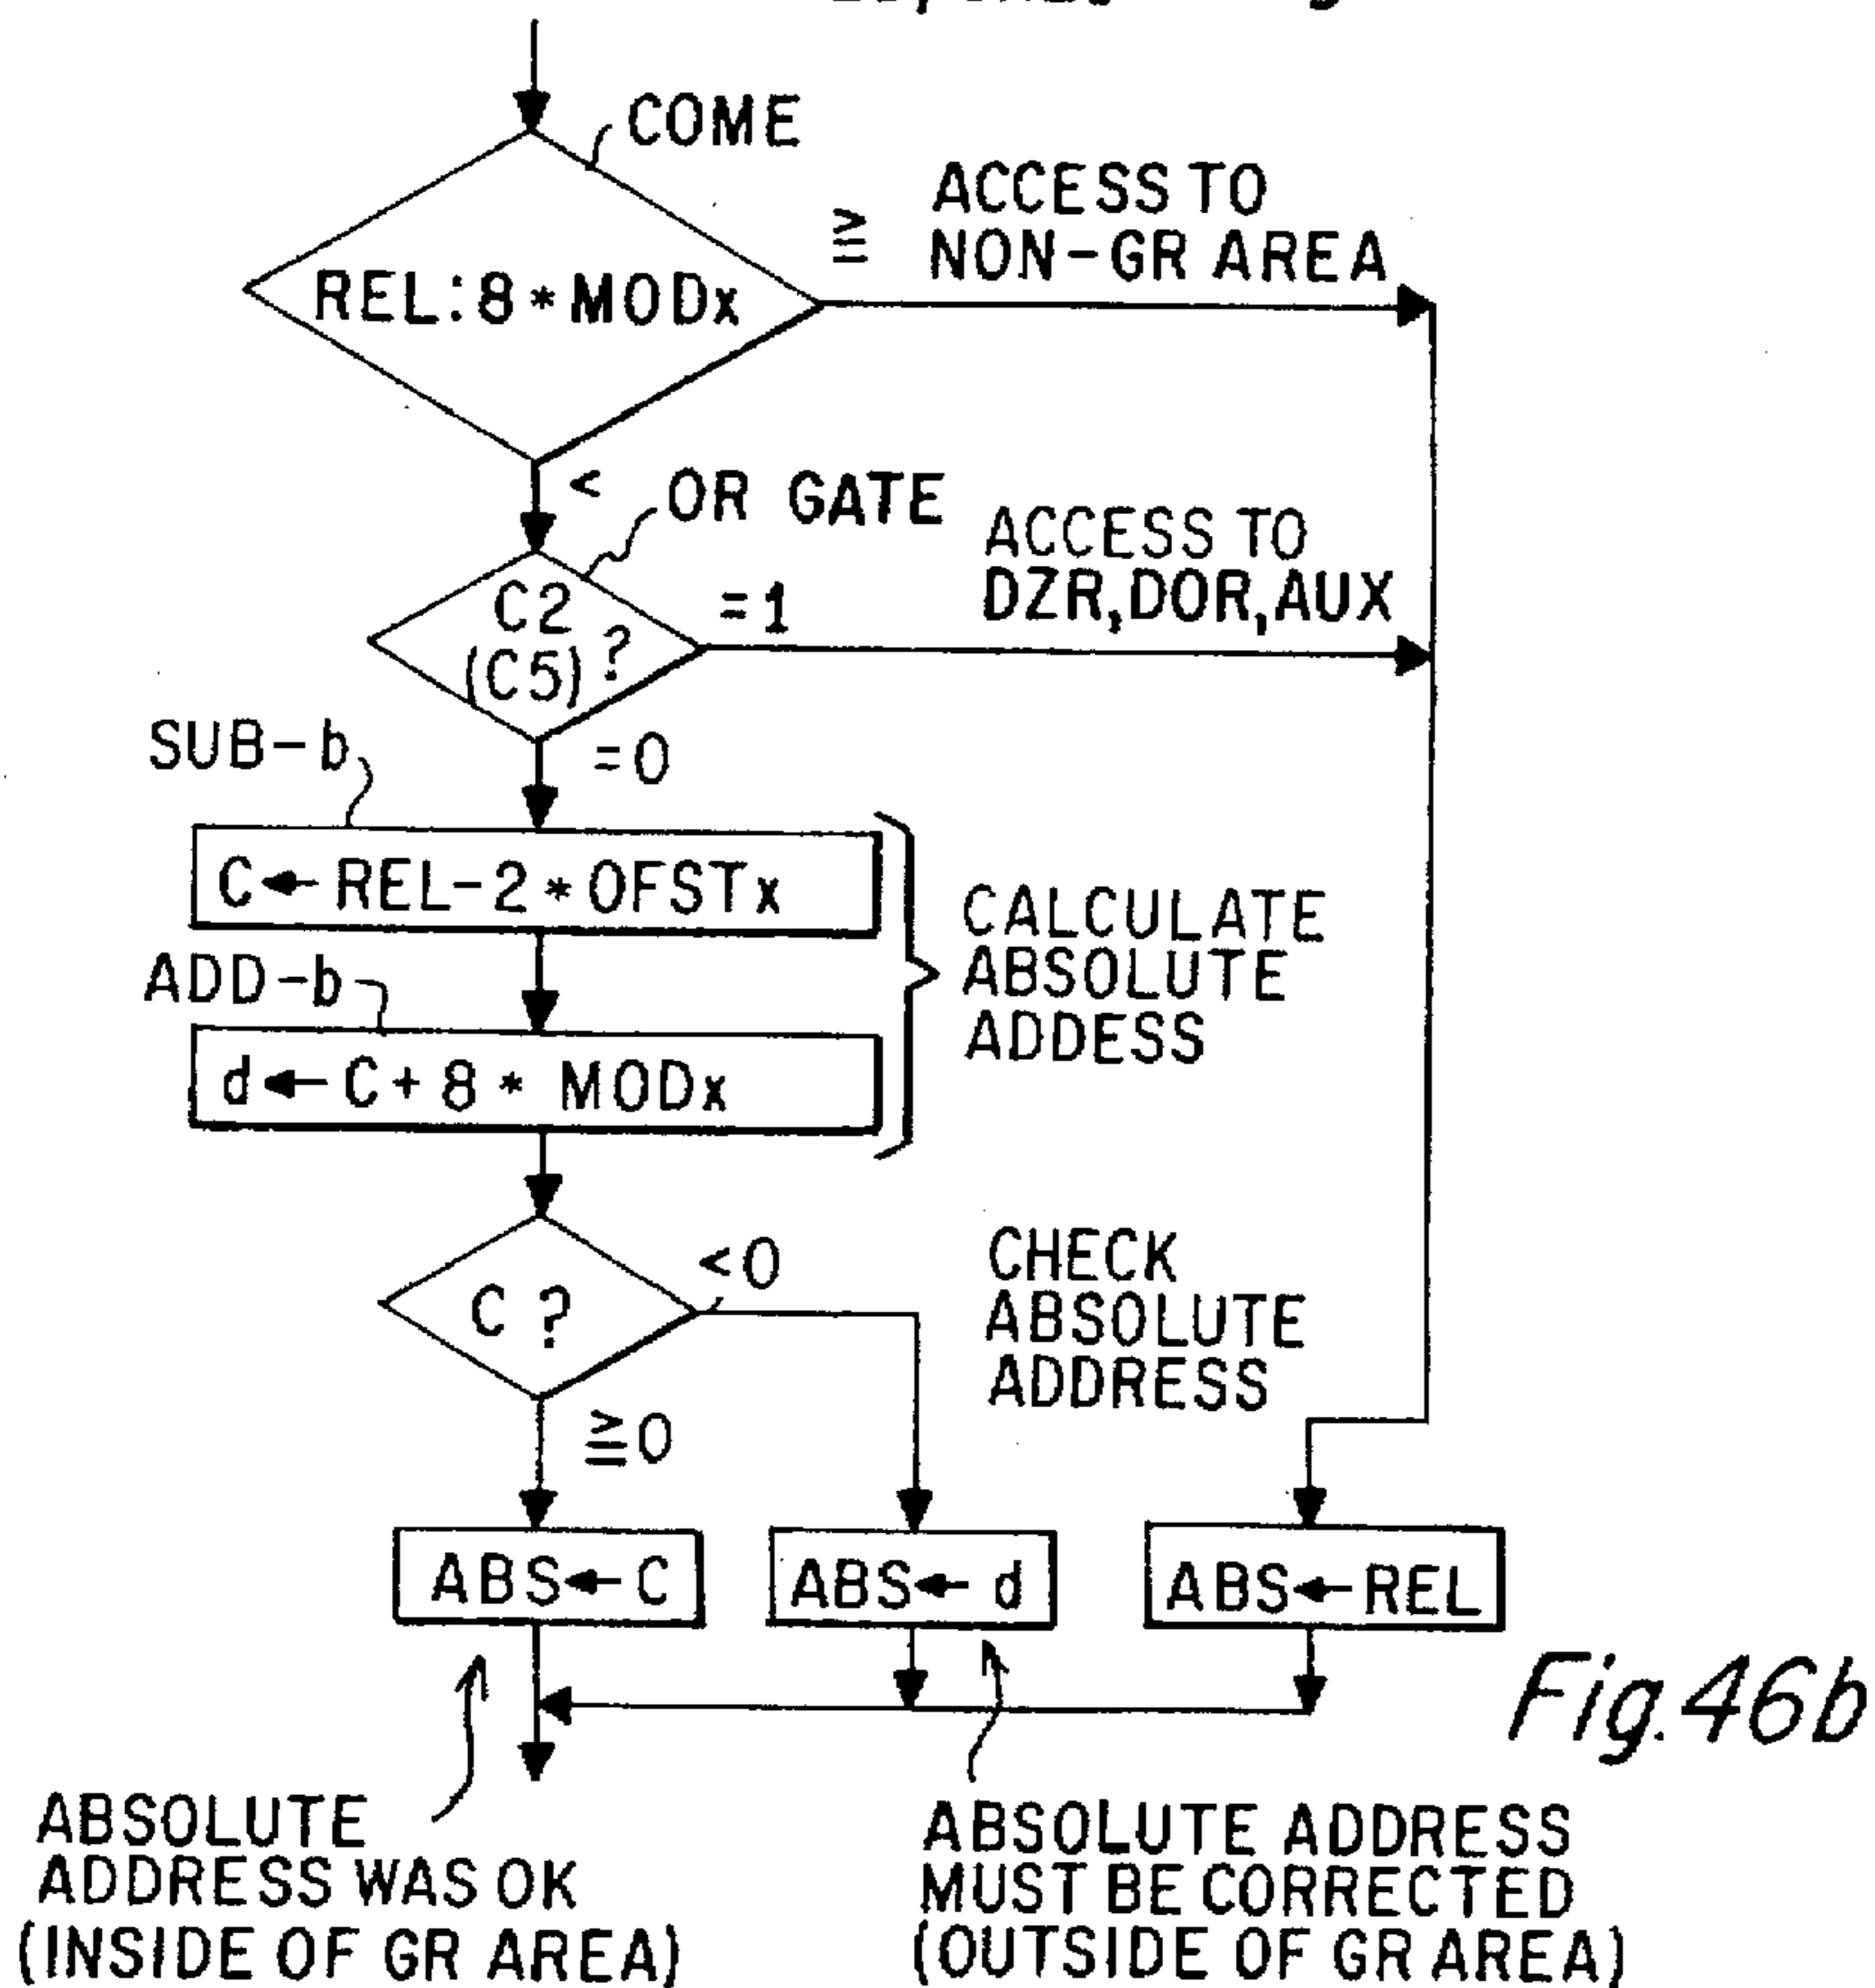 COME
ACCESS TO
≧ NON-GR AREA
REL:8*MODx
< OR GATE
ACCESS TO
DZR,DOR,AUX
C2
(C5)?
=1
SUB-b
=0
C←REL-2*OFSTx
CALCULATE
ABSOLUTE
ADDESS
ADD-b
d←C+8* MODx
<0
CHECK
ABSOLUTE
ADDRESS
C ?
≧0
ABS←C
ABS←d
ABS←REL
Fig.46b
ABSOLUTE
ADDRESS WAS OK
(INSIDE OF GR AREA)
ABSOLUTE ADDRESS
MUST BE CORRECTED
(OUTSIDE OF GR AREA)